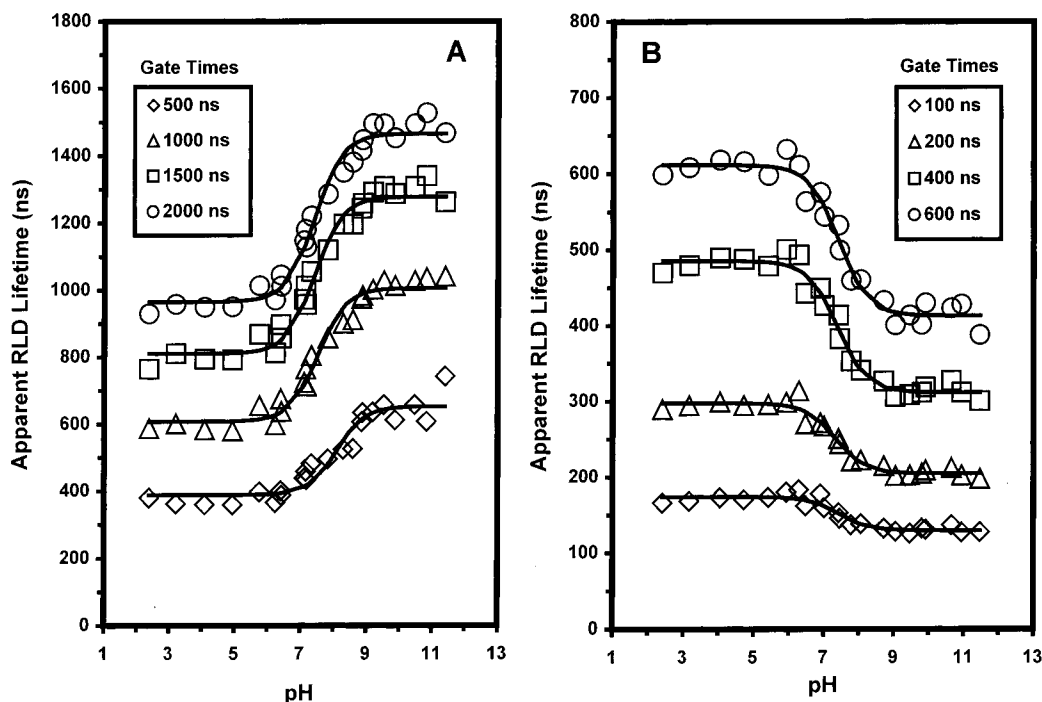 A
Gate Times
500 ns
1000 ns
1500 ns
2000 ns
Apparent RLD Lifetime (ns)
1800
1600
1400
1200
1000
800
600
400
200
0
1 3 5 7 9 11 13
pH
B
Gate Times
100 ns
200 ns
400 ns
600 ns
Apparent RLD Lifetime (ns)
800
700
600
500
400
300
200
100
0
1 3 5 7 9 11 13
pH